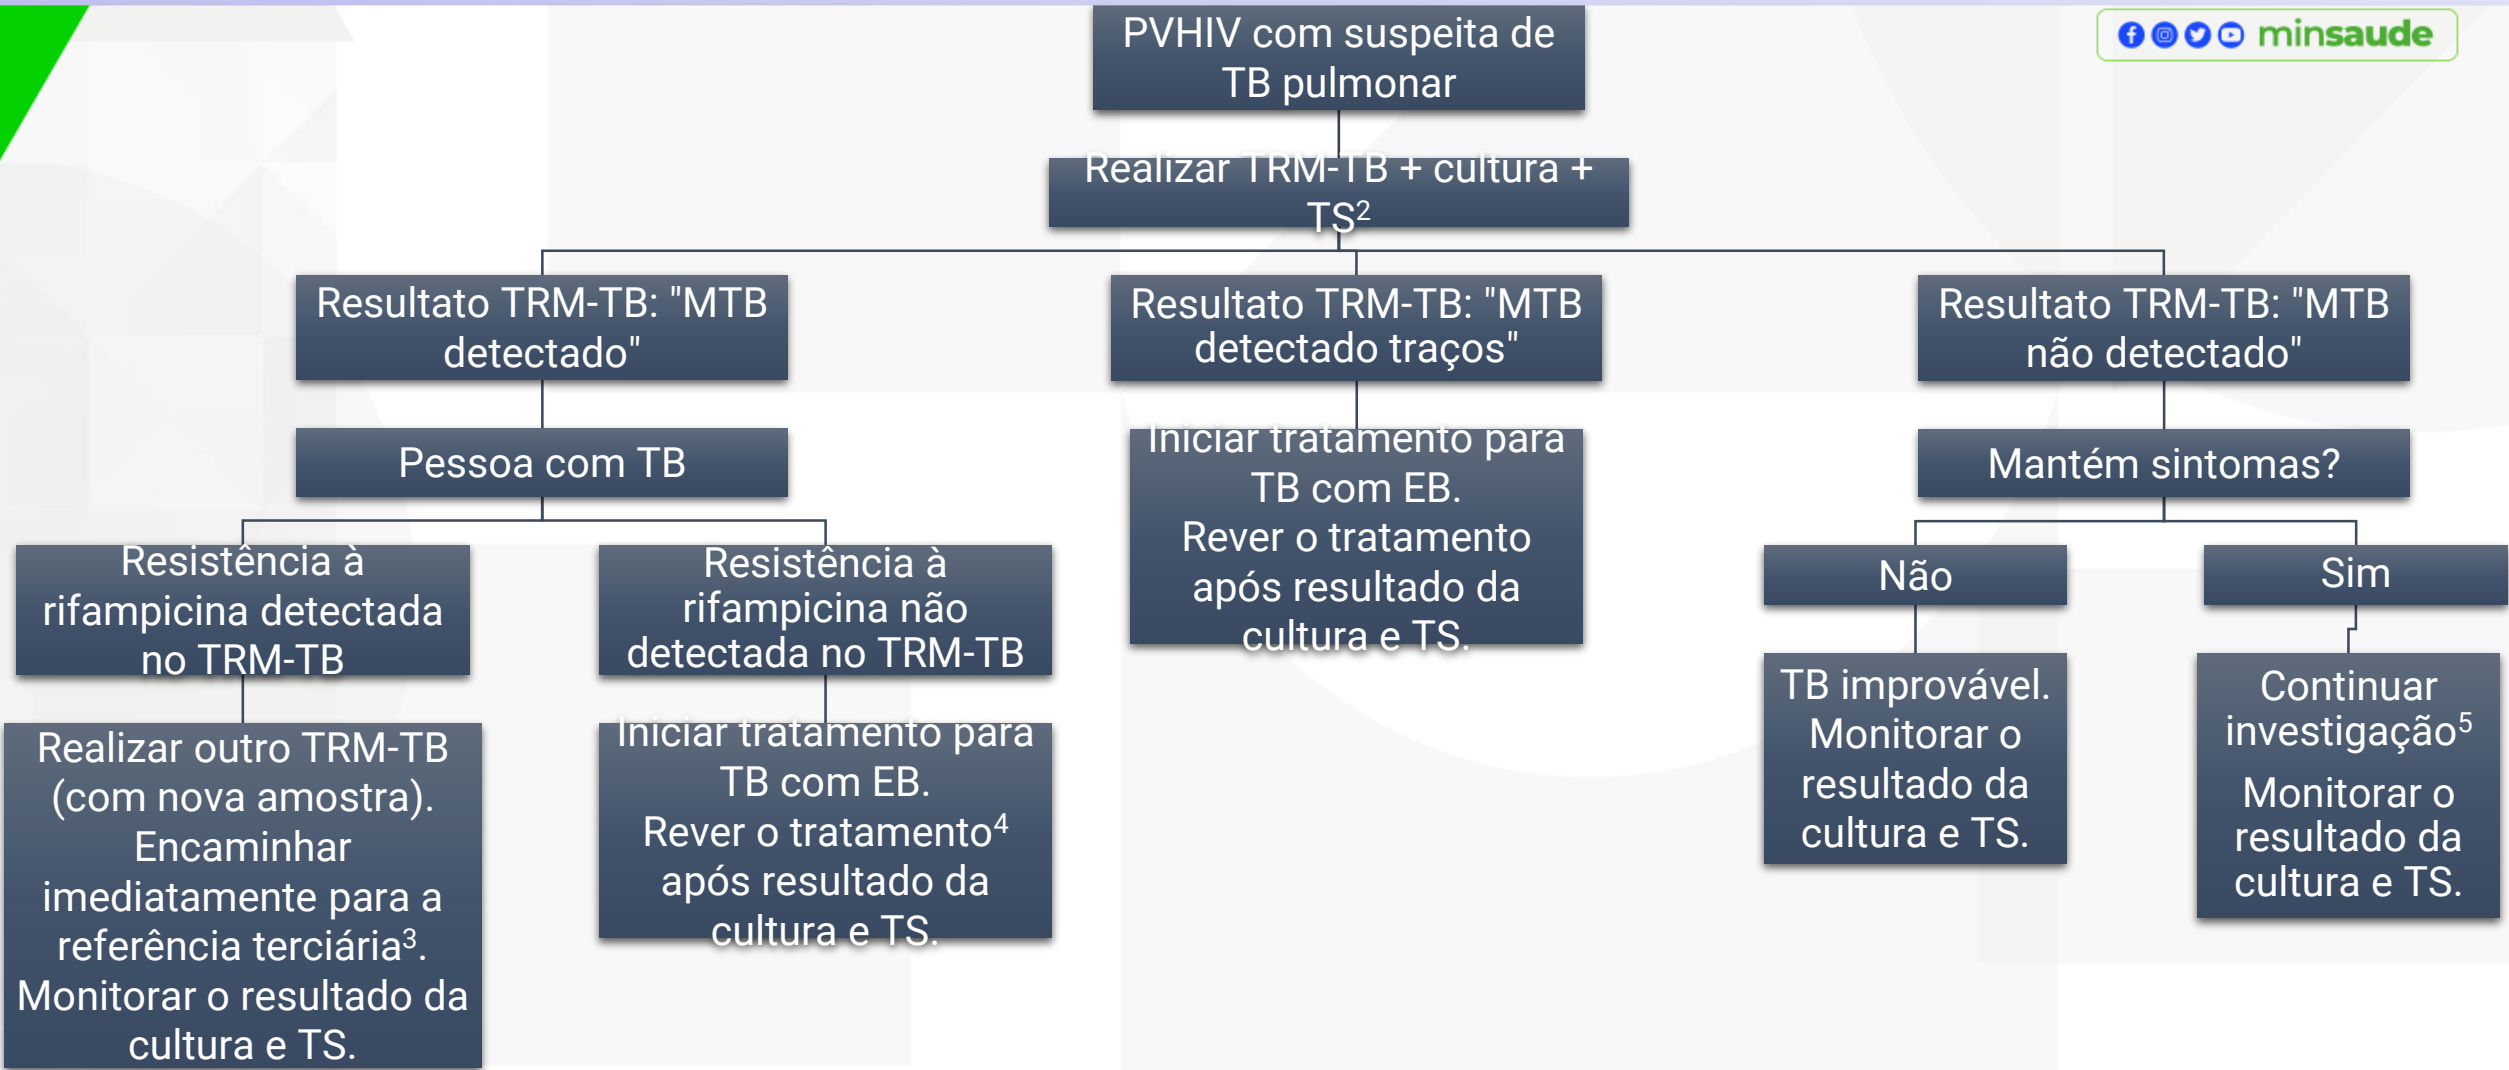 PVHIV com suspeita de
TB pulmonar
minsaude
Realizar TRM-TB + cultura +
TS²
Resultato TRM-TB: "MTB
detectado"
Resultato TRM-TB: "MTB
detectado traços"
Resultato TRM-TB: "MTB
não detectado"
Pessoa com TB
Iniciar tratamento para
TB com EB.
Rever o tratamento
após resultado da
cultura e TS.
Mantém sintomas?
Resistência à
rifampicina detectada
no TRM-TB
Resistência à
rifampicina não
detectada no TRM-TB
Não
Sim
Realizar outro TRM-TB
(com nova amostra).
Encaminhar
imediatamente para a
referência terciária³.
Monitorar o resultado da
cultura e TS.
Iniciar tratamento para
TB com EB.
Rever o tratamento⁴
após resultado da
cultura e TS.
TB improvável.
Monitorar o
resultado da
cultura e TS.
Continuar
investigação⁵
Monitorar o
resultado da
cultura e TS.